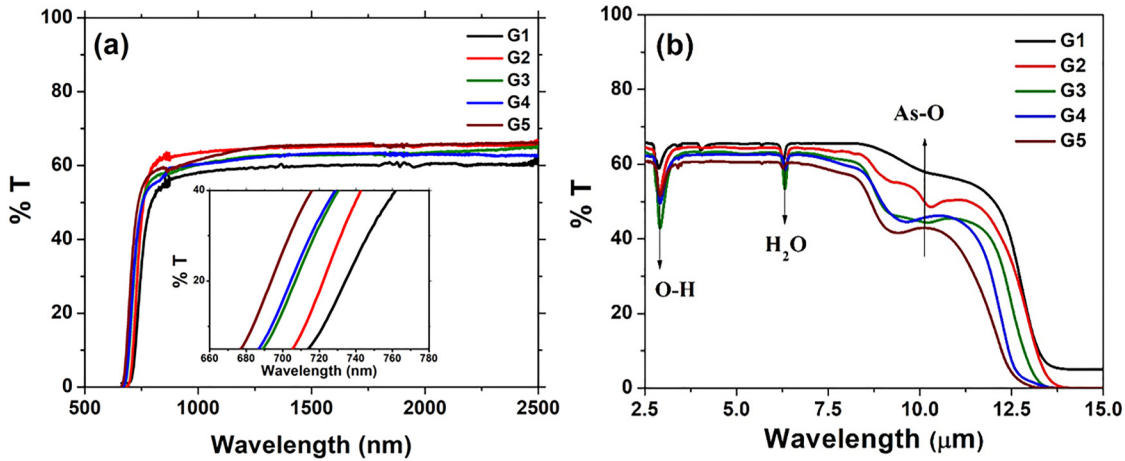 (a)
G1
G2
G3
G4
G5
100
80
60
40
20
0
% T
500
1000
1500
2000
2500
Wavelength (nm)
40
20
% T
660
680
700
720
740
760
780
Wavelength (nm)
(b)
G1
G2
G3
G4
G5
As-O
O-H
H2O
100
80
60
40
20
0
% T
2.5
5.0
7.5
10.0
12.5
15.0
Wavelength (μm)